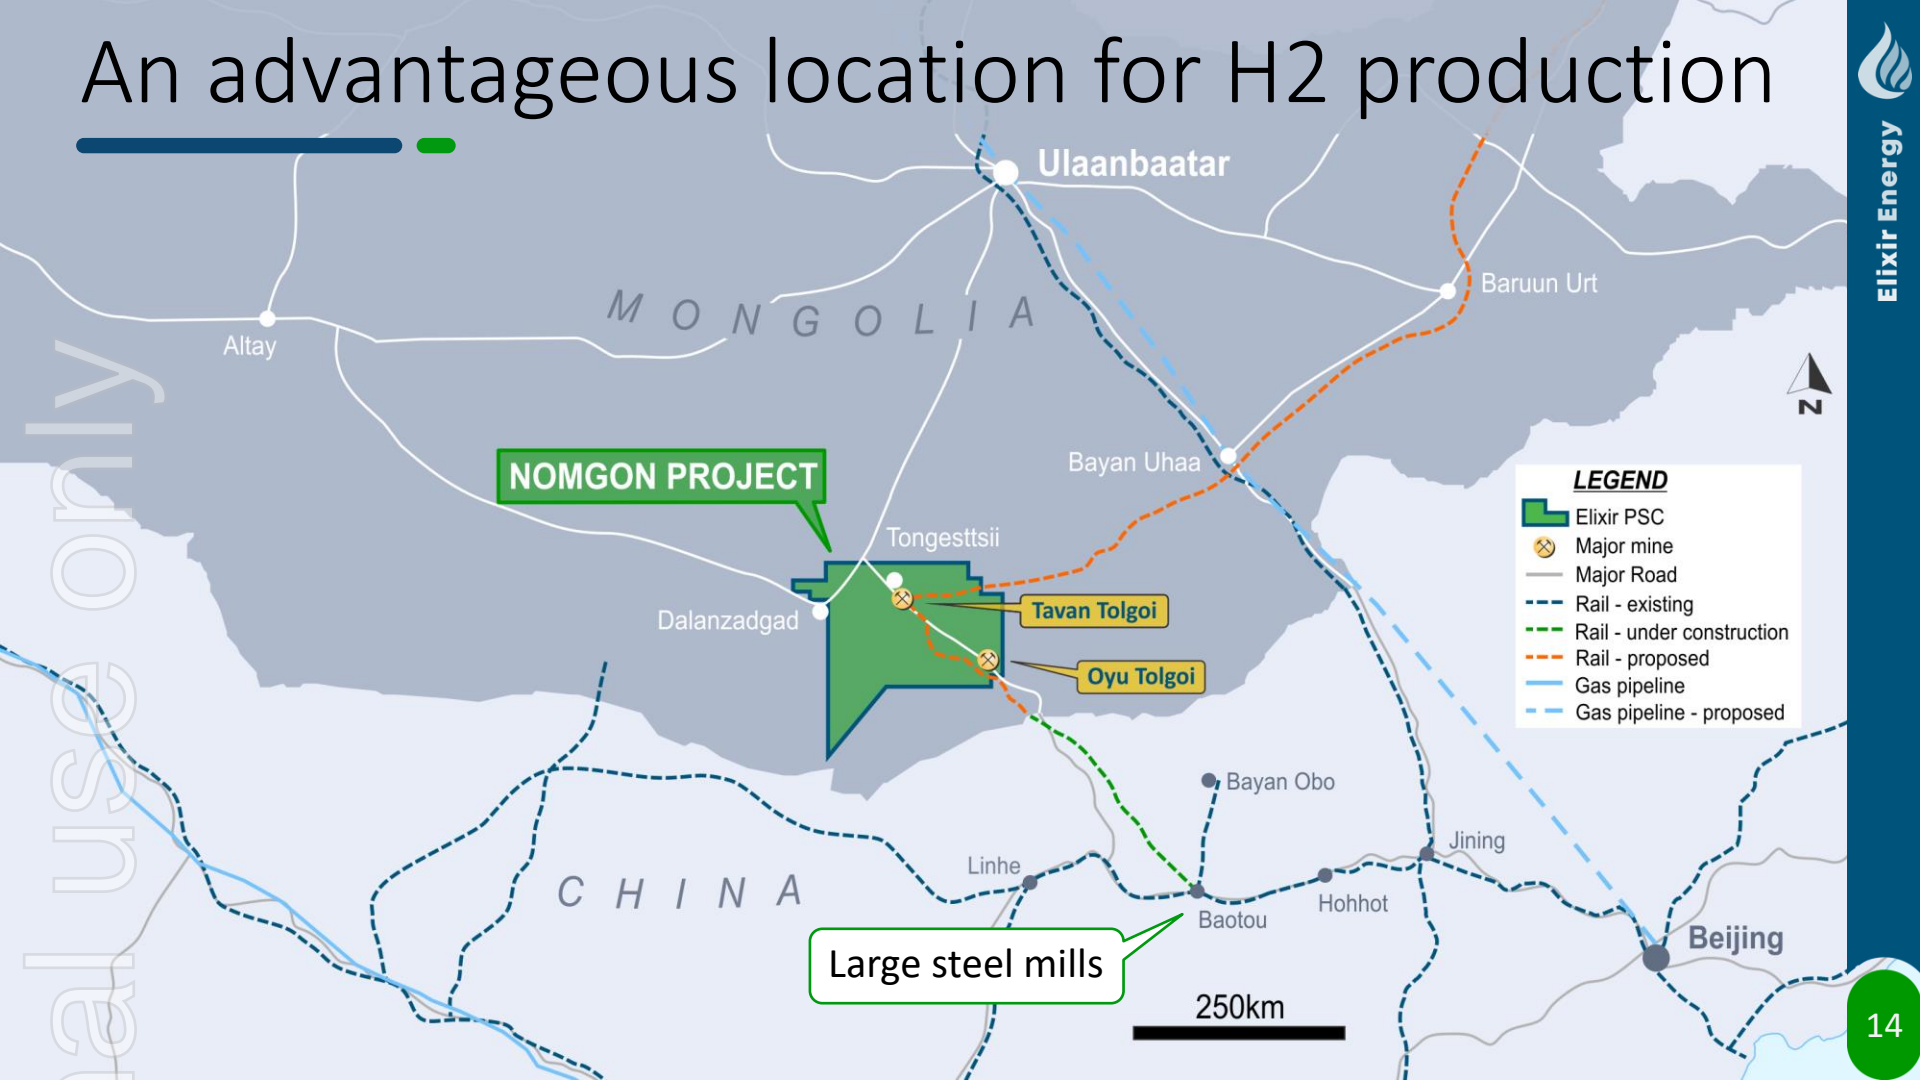 An advantageous location for H2 production
Elixir Energy
Ulaanbaatar
Baruun Urt
MONGOLIA
Altay
N
NOMGON PROJECT
Bayan Uhaa
Tongesttsii
Tavan Tolgoi
Dalanzadgad
Oyu Tolgoi
LEGEND
Elixir PSC
Major mine
Major Road
Rail - existing
Rail - under construction
Rail - proposed
Gas pipeline
Gas pipeline - proposed
Bayan Obo
Jining
Linhe
CHINA
Hohhot
Baotou
Beijing
Large steel mills
250km
14
nal use only